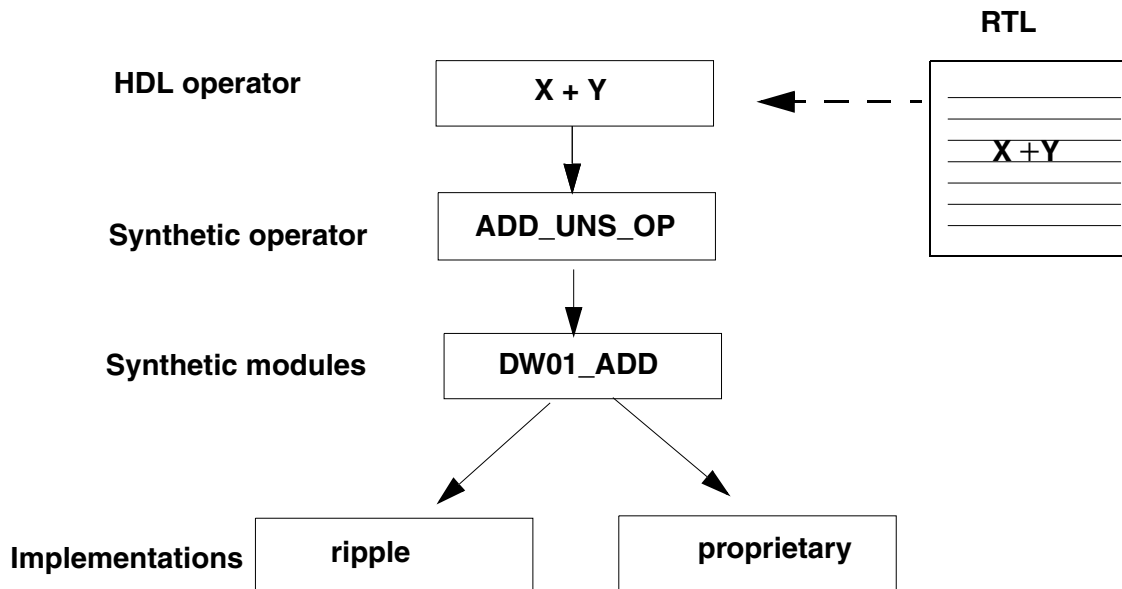 RTL
HDL operator
X + Y
X +Y
Synthetic operator
ADD_UNS_OP
Synthetic modules
DW01_ADD
Implementations
ripple
proprietary